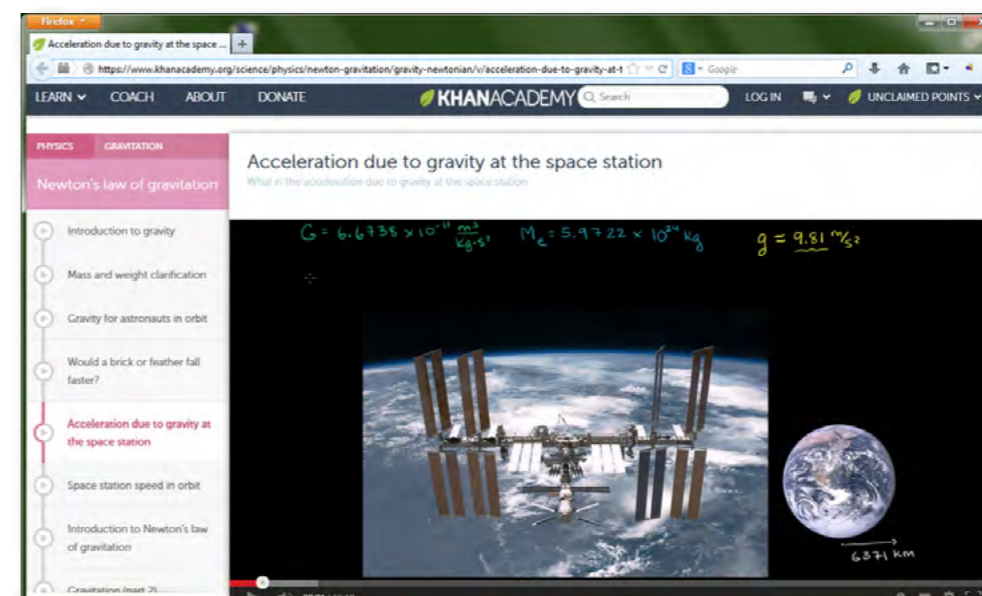 Firefox
Acceleration due to gravity at the space ...
https://www.khanacademy.org/science/physics/newton-gravitation/gravity-newtonian/v/acceleration-due-to-gravity-at-t
Google
LEARN COACH ABOUT DONATE KHANACADEMY Search LOG IN UNCLAIMED POINTS
PHYSICS GRAVITATION
Newton's law of gravitation
Acceleration due to gravity at the space station
What is the acceleration due to gravity at the space station
Introduction to gravity
Mass and weight clarification
Gravity for astronauts in orbit
Would a brick or feather fall
faster?
Acceleration due to gravity at
the space station
Space station speed in orbit
Introduction to Newton's law
of gravitation
Gravitation (part 2)
G = 6.6738 × 10⁻¹¹ m³/kg·s² Mₑ = 5.9722 × 10²⁴ kg g = 9.81 m/s²
6371 km